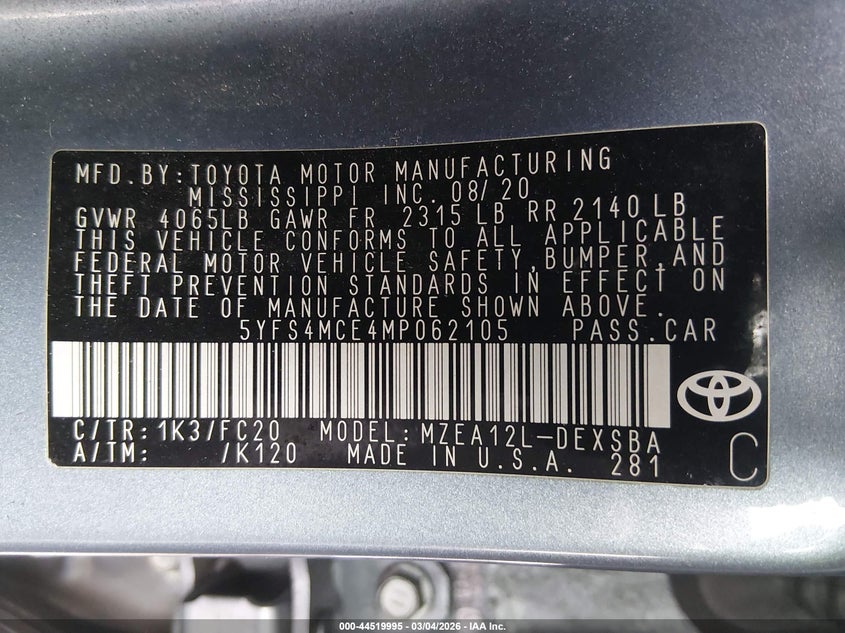 MFD. BY: TOYOTA MOTOR MANUFACTURING
MISSISSIPPI INC. 08/20
GVWR 4065LB GAWR FR 2315 LB RR 2140 LB
THIS VEHICLE CONFORMS TO ALL APPLICABLE
FEDERAL MOTOR VEHICLE SAFETY, BUMPER, AND
THEFT PREVENTION STANDARDS IN EFFECT ON
THE DATE OF MANUFACTURE SHOWN ABOVE.
5YFS4MCE4MP062105 PASS. CAR
C/TR: 1K3/FC20 MODEL: MZEA12L-DEXSBA
A/TM: /K120 MADE IN U.S.A. 281 C
000-44519995 - 03/04/2026 - IAA Inc.